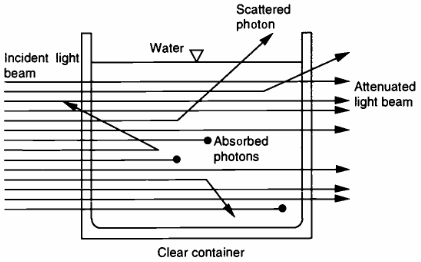 Scattered
photon
Water
Incident light
beam
Attenuated
light beam
Absorbed
photons
Clear container